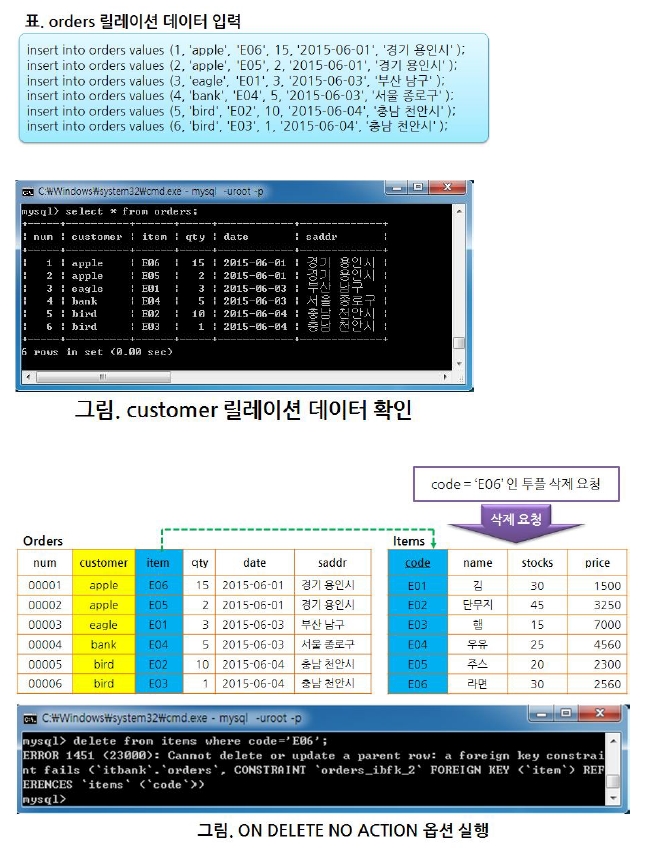 표. orders 릴레이션 데이터 입력
insert into orders values (1, 'apple', 'E06', 15, '2015-06-01', '경기 용인시' );
insert into orders values (2, 'apple', 'E05', 2, '2015-06-01', '경기 용인시' );
insert into orders values (3, 'eagle', 'E01', 3, '2015-06-03', '부산 남구' );
insert into orders values (4, 'bank', 'E04', 5, '2015-06-03', '서울 종로구' );
insert into orders values (5, 'bird', 'E02', 10, '2015-06-04', '충남 천안시' );
insert into orders values (6, 'bird', 'E03', 1, '2015-06-04', '충남 천안시' );
C:\Windows\system32\cmd.exe - mysql -uroot -p
mysql> select * from orders;
| num | customer | item | qty | date | saddr |
| 1 | apple | E06 | 15 | 2015-06-01 | 경기 용인시 |
| 2 | apple | E05 | 2 | 2015-06-01 | 경기 용인시 |
| 3 | eagle | E01 | 3 | 2015-06-03 | 부산 남구 |
| 4 | bank | E04 | 5 | 2015-06-03 | 서울 종로구 |
| 5 | bird | E02 | 10 | 2015-06-04 | 충남 천안시 |
| 6 | bird | E03 | 1 | 2015-06-04 | 충남 천안시 |
6 rows in set (0.00 sec)
그림. customer 릴레이션 데이터 확인
code = 'E06' 인 투플 삭제 요청
삭제 요청
Orders
num customer item qty date saddr
00001 apple E06 15 2015-06-01 경기 용인시
00002 apple E05 2 2015-06-01 경기 용인시
00003 eagle E01 3 2015-06-03 부산 남구
00004 bank E04 5 2015-06-03 서울 종로구
00005 bird E02 10 2015-06-04 충남 천안시
00006 bird E03 1 2015-06-04 충남 천안시
Items
code name stocks price
E01 김 30 1500
E02 단무지 45 3250
E03 햄 15 7000
E04 우유 25 4560
E05 주스 20 2300
E06 라면 30 2560
C:\Windows\system32\cmd.exe - mysql -uroot -p
mysql> delete from items where code='E06';
ERROR 1451 (23000): Cannot delete or update a parent row: a foreign key constrai
nt fails (`itbank`.`orders`, CONSTRAINT `orders_ibfk_2` FOREIGN KEY (`item`) REF
ERENCES `items` (`code`))
mysql>
그림. ON DELETE NO ACTION 옵션 실행